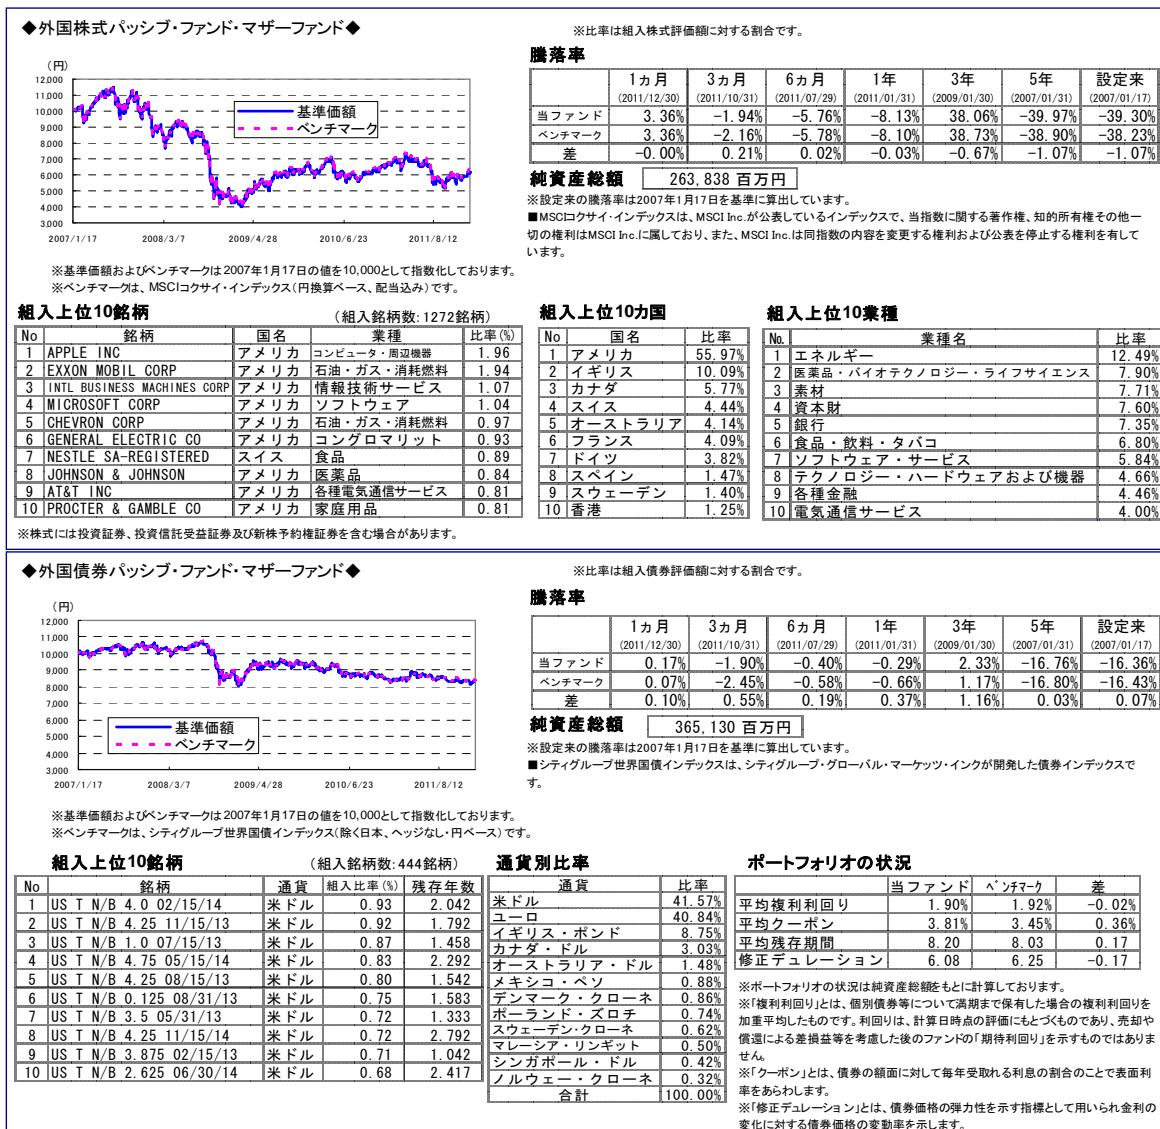 ◆外国株式パッシブ・ファンド・マザーファンド◆
※比率は組入株式評価額に対する割合です。
(円)
12,000
11,000
10,000
9,000
8,000
7,000
6,000
5,000
4,000
3,000
基準価額
ベンチマーク
2007/1/17 2008/3/7 2009/4/28 2010/6/23 2011/8/12
※基準価額およびベンチマークは2007年1月17日の値を10,000として指数化しております。
※ベンチマークは、MSCIコクサイ・インデックス(円換算ベース、配当込み)です。
騰落率
1ヵ月 3ヵ月 6ヵ月 1年 3年 5年 設定来
(2011/12/30) (2011/10/31) (2011/07/29) (2011/01/31) (2009/01/30) (2007/01/31) (2007/01/17)
当ファンド 3.36% -1.94% -5.76% -8.13% 38.06% -39.97% -39.30%
ベンチマーク 3.36% -2.16% -5.78% -8.10% 38.73% -38.90% -38.23%
差 -0.00% 0.21% 0.02% -0.03% -0.67% -1.07% -1.07%
純資産総額 263,838 百万円
※設定来の騰落率は2007年1月17日を基準に算出しています。
■MSCIコクサイ・インデックスは、MSCI Inc.が公表しているインデックスで、当指数に関する著作権、知的所有権その他一
切の権利はMSCI Inc.に属しており、また、MSCI Inc.は同指数の内容を変更する権利および公表を停止する権利を有して
います。
組入上位10銘柄 (組入銘柄数:1272銘柄)
No 銘柄 国名 業種 比率(%)
1 APPLE INC アメリカ コンピュータ・周辺機器 1.96
2 EXXON MOBIL CORP アメリカ 石油・ガス・消耗燃料 1.94
3 INTL BUSINESS MACHINES CORP アメリカ 情報技術サービス 1.07
4 MICROSOFT CORP アメリカ ソフトウェア 1.04
5 CHEVRON CORP アメリカ 石油・ガス・消耗燃料 0.97
6 GENERAL ELECTRIC CO アメリカ コングロマリット 0.93
7 NESTLE SA-REGISTERED スイス 食品 0.89
8 JOHNSON & JOHNSON アメリカ 医薬品 0.84
9 AT&T INC アメリカ 各種電気通信サービス 0.81
10 PROCTER & GAMBLE CO アメリカ 家庭用品 0.81
※株式には投資証券、投資信託受益証券及び新株予約権証券を含む場合があります。
組入上位10カ国
No 国名 比率
1 アメリカ 55.97%
2 イギリス 10.09%
3 カナダ 5.77%
4 スイス 4.44%
5 オーストラリア 4.14%
6 フランス 4.09%
7 ドイツ 3.82%
8 スペイン 1.47%
9 スウェーデン 1.40%
10 香港 1.25%
組入上位10業種
No. 業種名 比率
1 エネルギー 12.49%
2 医薬品・バイオテクノロジー・ライフサイエンス 7.90%
3 素材 7.71%
4 資本財 7.60%
5 銀行 7.35%
6 食品・飲料・タバコ 6.80%
7 ソフトウェア・サービス 5.84%
8 テクノロジー・ハードウェアおよび機器 4.66%
9 各種金融 4.46%
10 電気通信サービス 4.00%
◆外国債券パッシブ・ファンド・マザーファンド◆
※比率は組入債券評価額に対する割合です。
(円)
12,000
11,000
10,000
9,000
8,000
7,000
6,000
5,000
4,000
3,000
基準価額
ベンチマーク
2007/1/17 2008/3/7 2009/4/28 2010/6/23 2011/8/12
※基準価額およびベンチマークは2007年1月17日の値を10,000として指数化しております。
※ベンチマークは、シティグループ世界国債インデックス(除く日本、ヘッジなし・円ベース)です。
騰落率
1ヵ月 3ヵ月 6ヵ月 1年 3年 5年 設定来
(2011/12/30) (2011/10/31) (2011/07/29) (2011/01/31) (2009/01/30) (2007/01/31) (2007/01/17)
当ファンド 0.17% -1.90% -0.40% -0.29% 2.33% -16.76% -16.36%
ベンチマーク 0.07% -2.45% -0.58% -0.66% 1.17% -16.80% -16.43%
差 0.10% 0.55% 0.19% 0.37% 1.16% 0.03% 0.07%
純資産総額 365,130 百万円
※設定来の騰落率は2007年1月17日を基準に算出しています。
■シティグループ世界国債インデックスは、シティグループ・グローバル・マーケッツ・インクが開発した債券インデックスで
す。
組入上位10銘柄 (組入銘柄数:444銘柄)
No 銘柄 通貨 組入比率(%) 残存年数
1 US T N/B 4.0 02/15/14 米ドル 0.93 2.042
2 US T N/B 4.25 11/15/13 米ドル 0.92 1.792
3 US T N/B 1.0 07/15/13 米ドル 0.87 1.458
4 US T N/B 4.75 05/15/14 米ドル 0.83 2.292
5 US T N/B 4.25 08/15/13 米ドル 0.80 1.542
6 US T N/B 0.125 08/31/13 米ドル 0.75 1.583
7 US T N/B 3.5 05/31/13 米ドル 0.72 1.333
8 US T N/B 4.25 11/15/14 米ドル 0.72 2.792
9 US T N/B 3.875 02/15/13 米ドル 0.71 1.042
10 US T N/B 2.625 06/30/14 米ドル 0.68 2.417
通貨別比率
通貨 比率
米ドル 41.57%
ユーロ 40.84%
イギリス・ポンド 8.75%
カナダ・ドル 3.03%
オーストラリア・ドル 1.48%
メキシコ・ペソ 0.88%
デンマーク・クローネ 0.86%
ポーランド・ズロチ 0.74%
スウェーデン・クローネ 0.62%
マレーシア・リンギット 0.50%
シンガポール・ドル 0.42%
ノルウェー・クローネ 0.32%
合計 100.00%
ポートフォリオの状況
当ファンド ベンチマーク 差
平均複利利回り 1.90% 1.92% -0.02%
平均クーポン 3.81% 3.45% 0.36%
平均残存期間 8.20 8.03 0.17
修正デュレーション 6.08 6.25 -0.17
※ポートフォリオの状況は純資産総額をもとに計算しております。
※「複利利回り」とは、個別債券等について満期まで保有した場合の複利利回りを
加重平均したものです。利回りは、計算日時点の評価にもとづくものであり、売却や
償還による差損益等を考慮した後のファンドの「期待利回り」を示すものではありま
せん。
※「クーポン」とは、債券の額面に対して毎年受取れる利息の割合のことで表面利
率をあらわします。
※「修正デュレーション」とは、債券価格の弾力性を示す指標として用いられ金利の
変化に対する債券価格の変動率を示します。